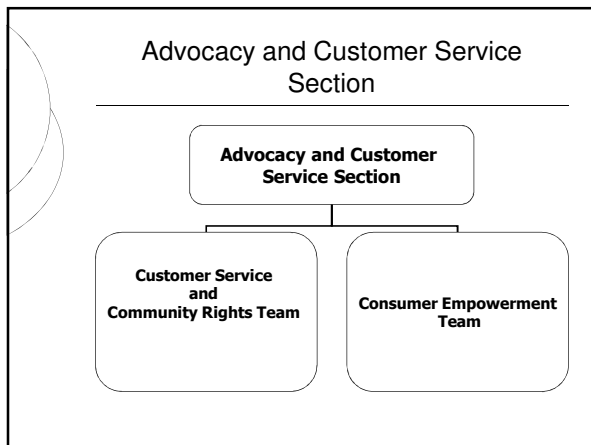 Advocacy and Customer Service
Section
Advocacy and Customer
Service Section
Customer Service
and
Community Rights Team
Consumer Empowerment
Team